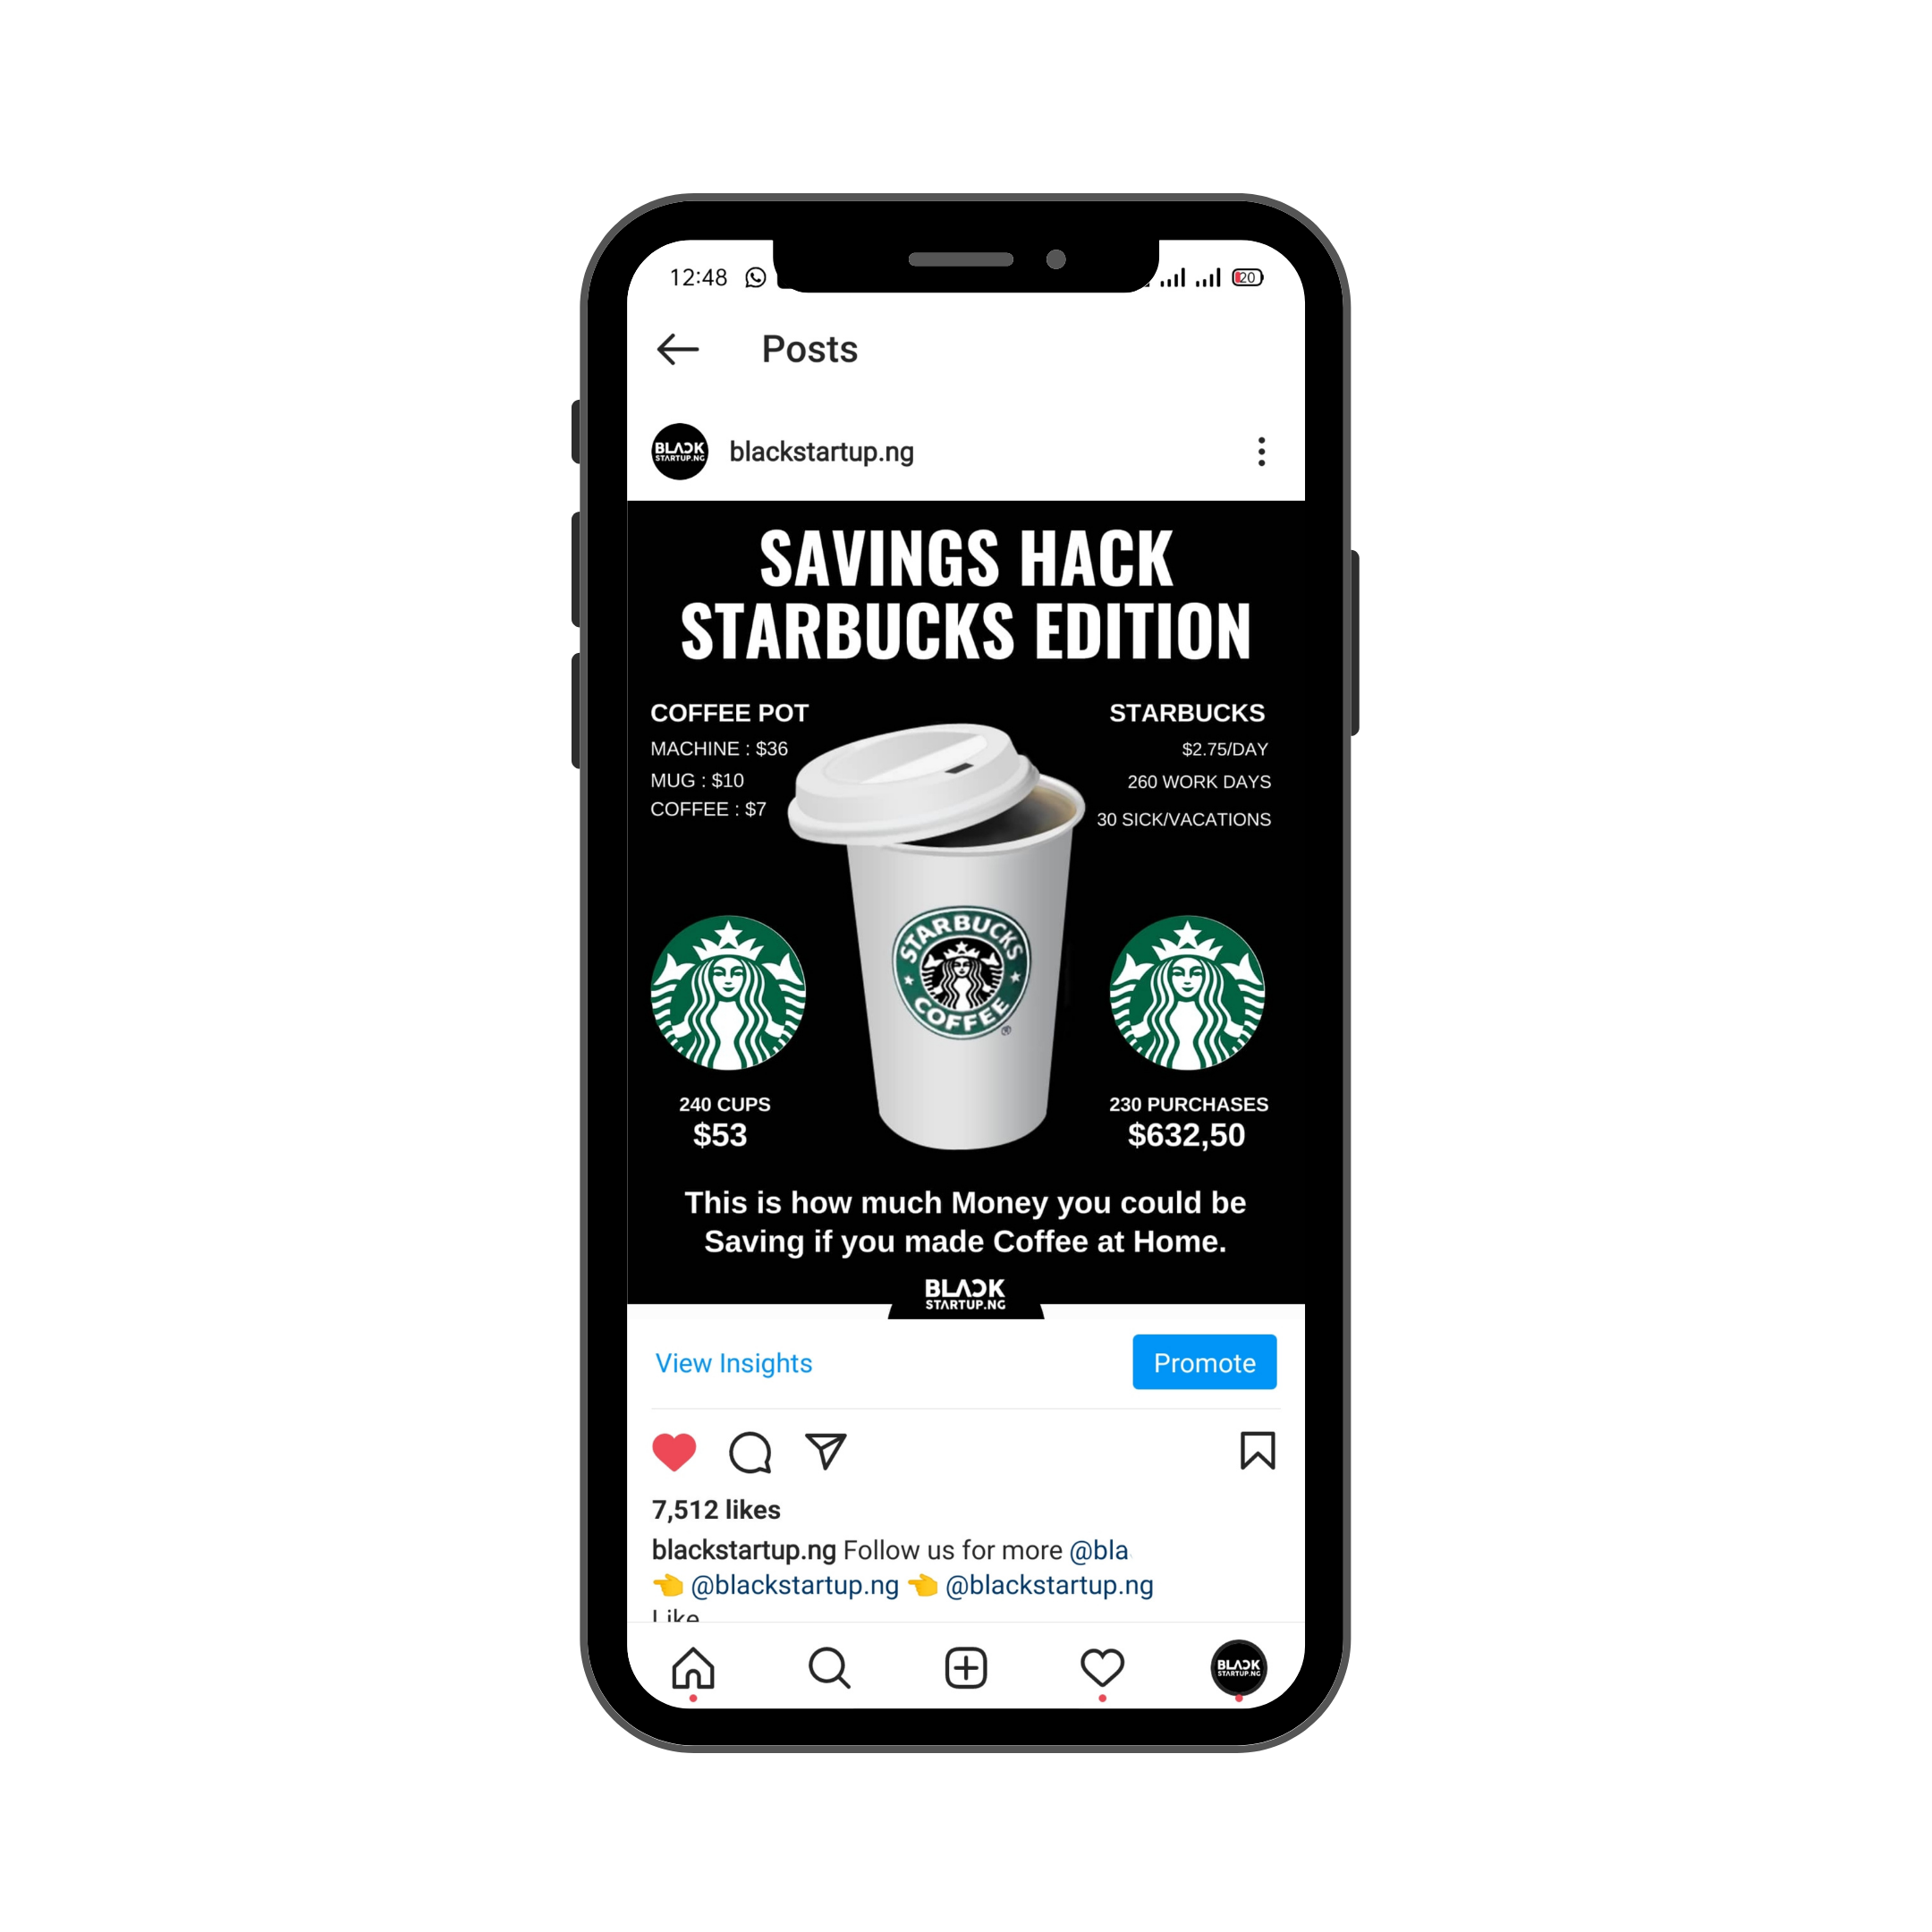 12:48
20
Posts
BLACK
STARTUP.NG
blackstartup.ng
SAVINGS HACK
STARBUCKS EDITION
COFFEE POT
MACHINE : $36
MUG : $10
COFFEE : $7
STARBUCKS
$2.75/DAY
260 WORK DAYS
30 SICK/VACATIONS
STARBUCKS
COFFEE
®
240 CUPS
$53
230 PURCHASES
$632,50
This is how much Money you could be
Saving if you made Coffee at Home.
BLACK
STARTUP.NG
View Insights
Promote
7,512 likes
blackstartup.ng Follow us for more @bla
👈 @blackstartup.ng 👈 @blackstartup.ng
Like
BLACK
STARTUP.NG